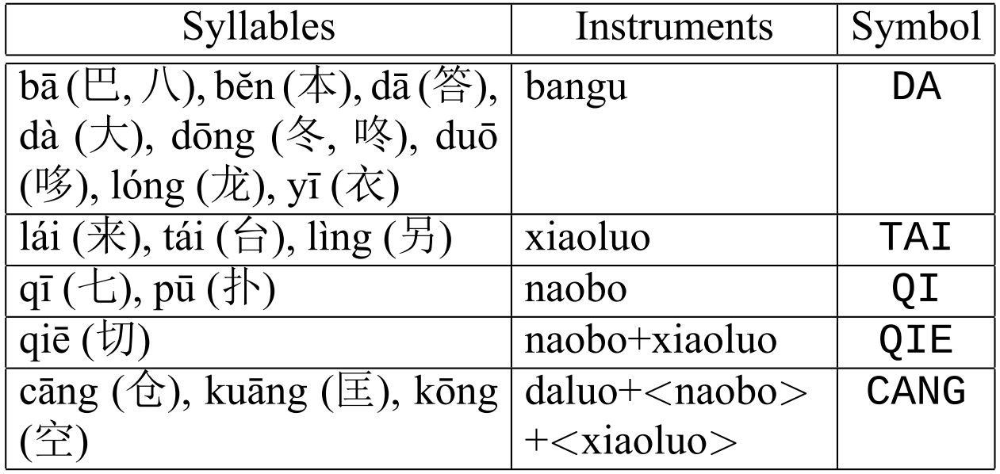 Syllables Instruments Symbol
bā (巴, 八), bĕn (本), dā (答), bangu DA
dà (大), dōng (冬, 咚), duō
(哆), lóng (龙), yī (衣)
lái (来), tái (台), lìng (另) xiaoluo TAI
qī (七), pū (扑) naobo QI
qiē (切) naobo+xiaoluo QIE
cāng (仓), kuāng (匡), kōng daluo+<naobo> CANG
(空) +<xiaoluo>